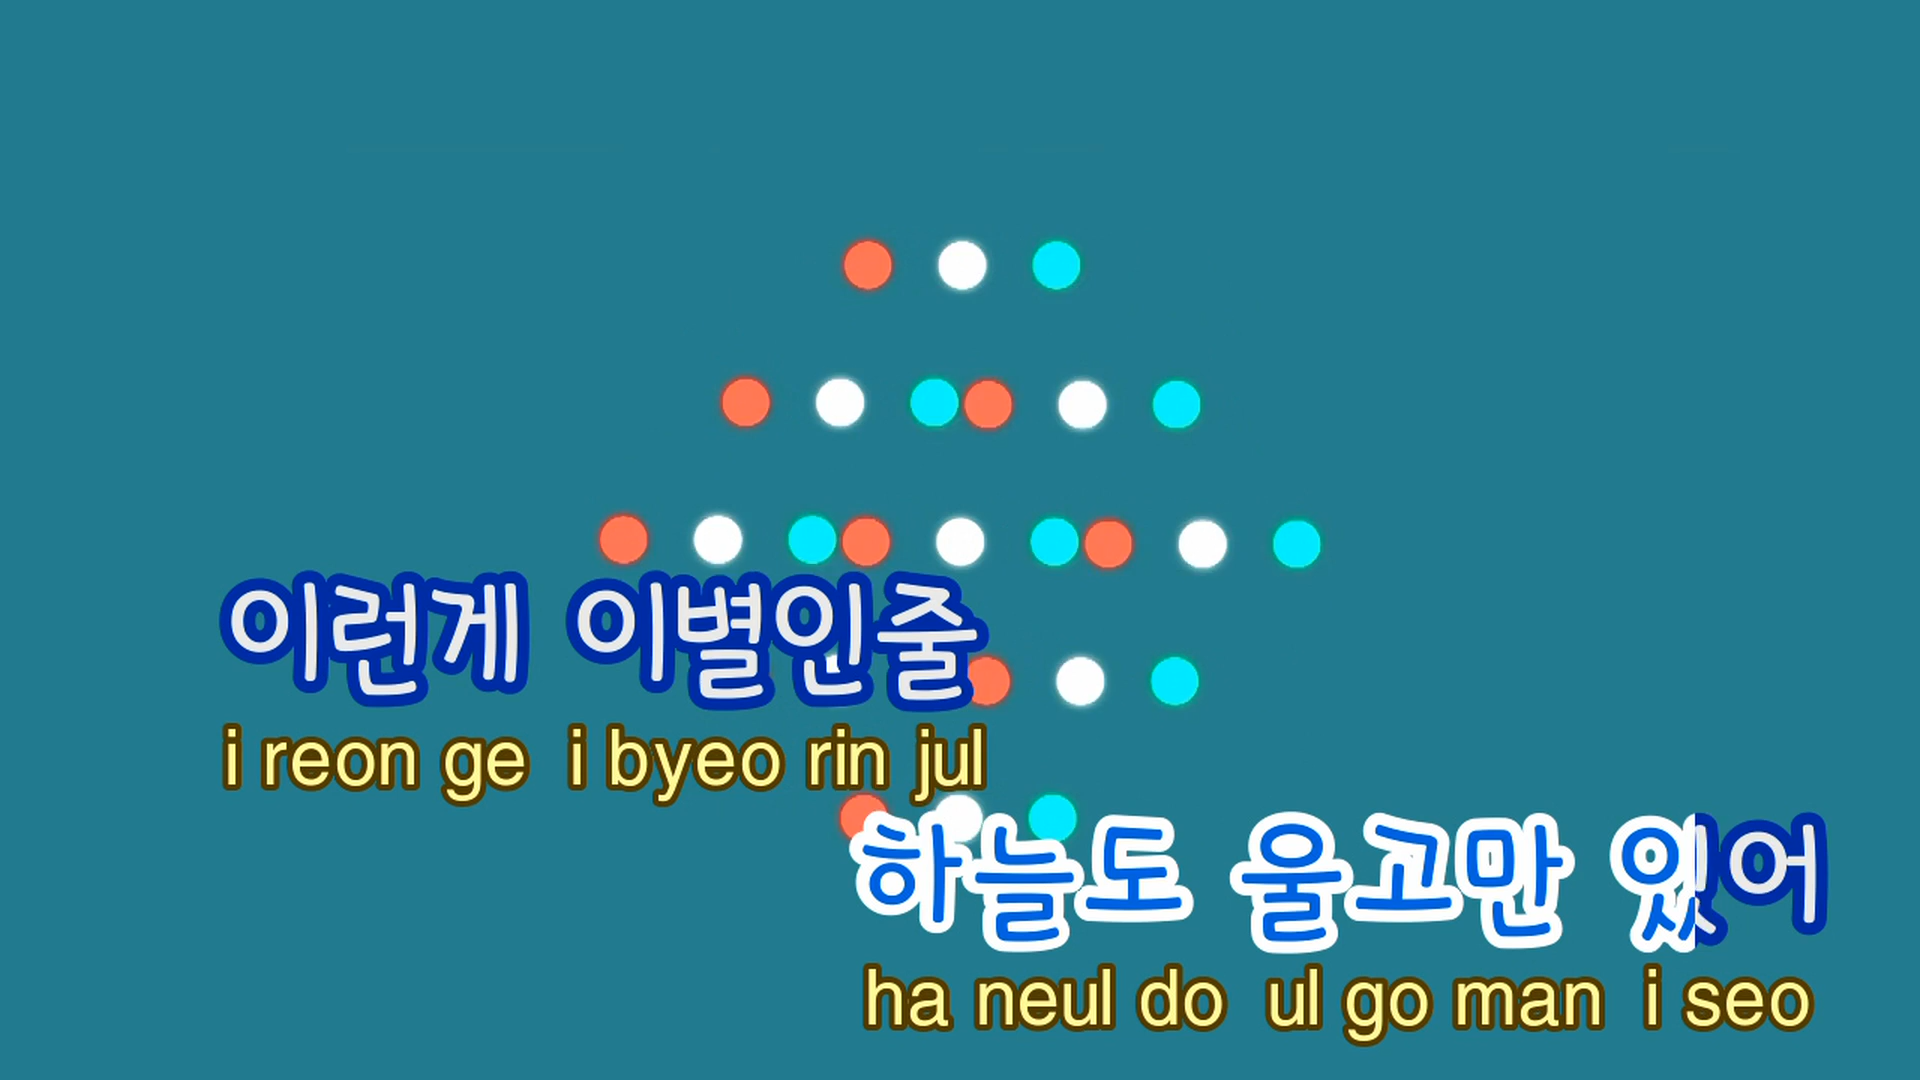 이런게 이별인줄
i reon ge i byeo rin jul
하늘도 울고만 있어
ha neul do ul go man i seo